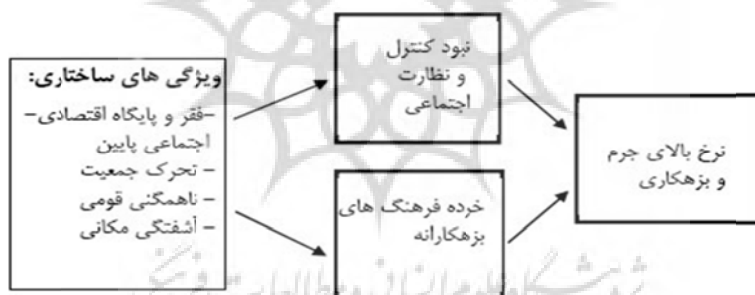 ویژگی های ساختاری:
-فقر و پایگاه اقتصادی-
اجتماعی پایین
- تحرک جمعیت
- ناهمگنی قومی
- آشفتگی مکانی
نبود کنترل
و نظارت
اجتماعی
خرده فرهنگ های
بزهکارانه
نرخ بالای جرم
و بزهکاری